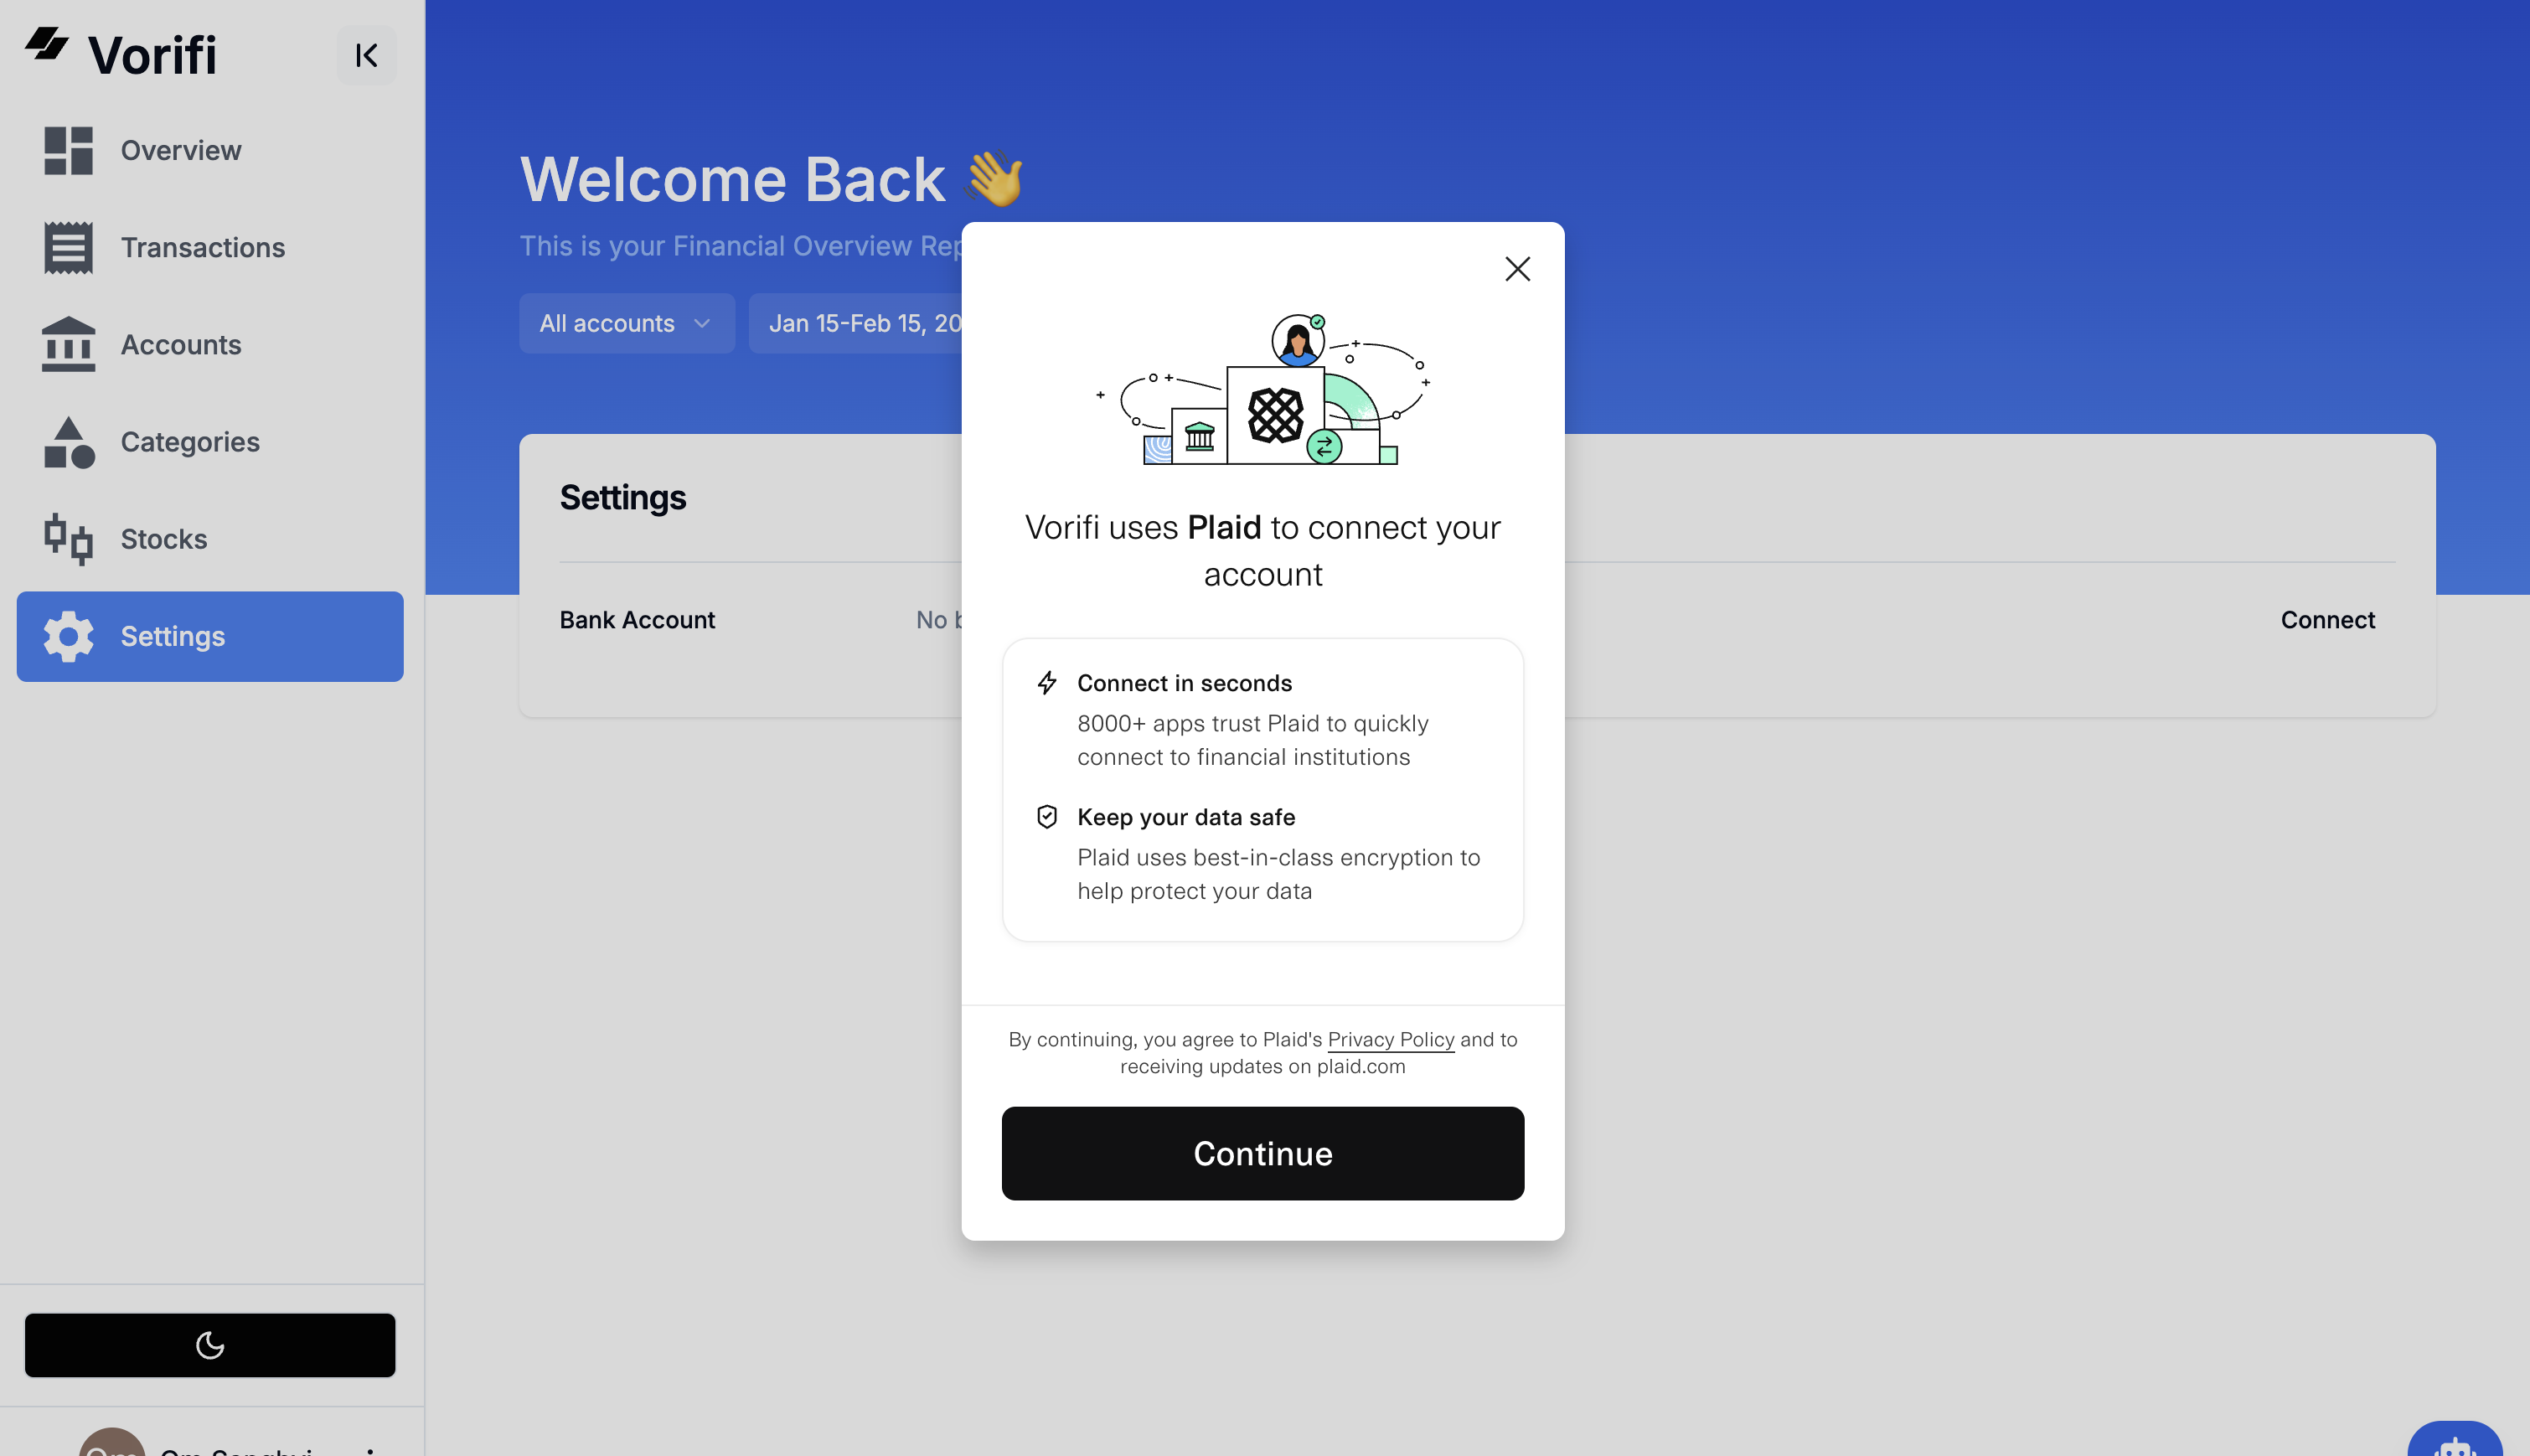 Vorifi
Overview
Transactions
Accounts
Categories
Stocks
Settings
Welcome Back 👋
This is your Financial Overview Rep
All accounts
Jan 15-Feb 15, 20
Settings
Bank Account
No b
Connect
Vorifi uses Plaid to connect your
account
Connect in seconds
8000+ apps trust Plaid to quickly
connect to financial institutions
Keep your data safe
Plaid uses best-in-class encryption to
help protect your data
By continuing, you agree to Plaid's Privacy Policy and to
receiving updates on plaid.com
Continue